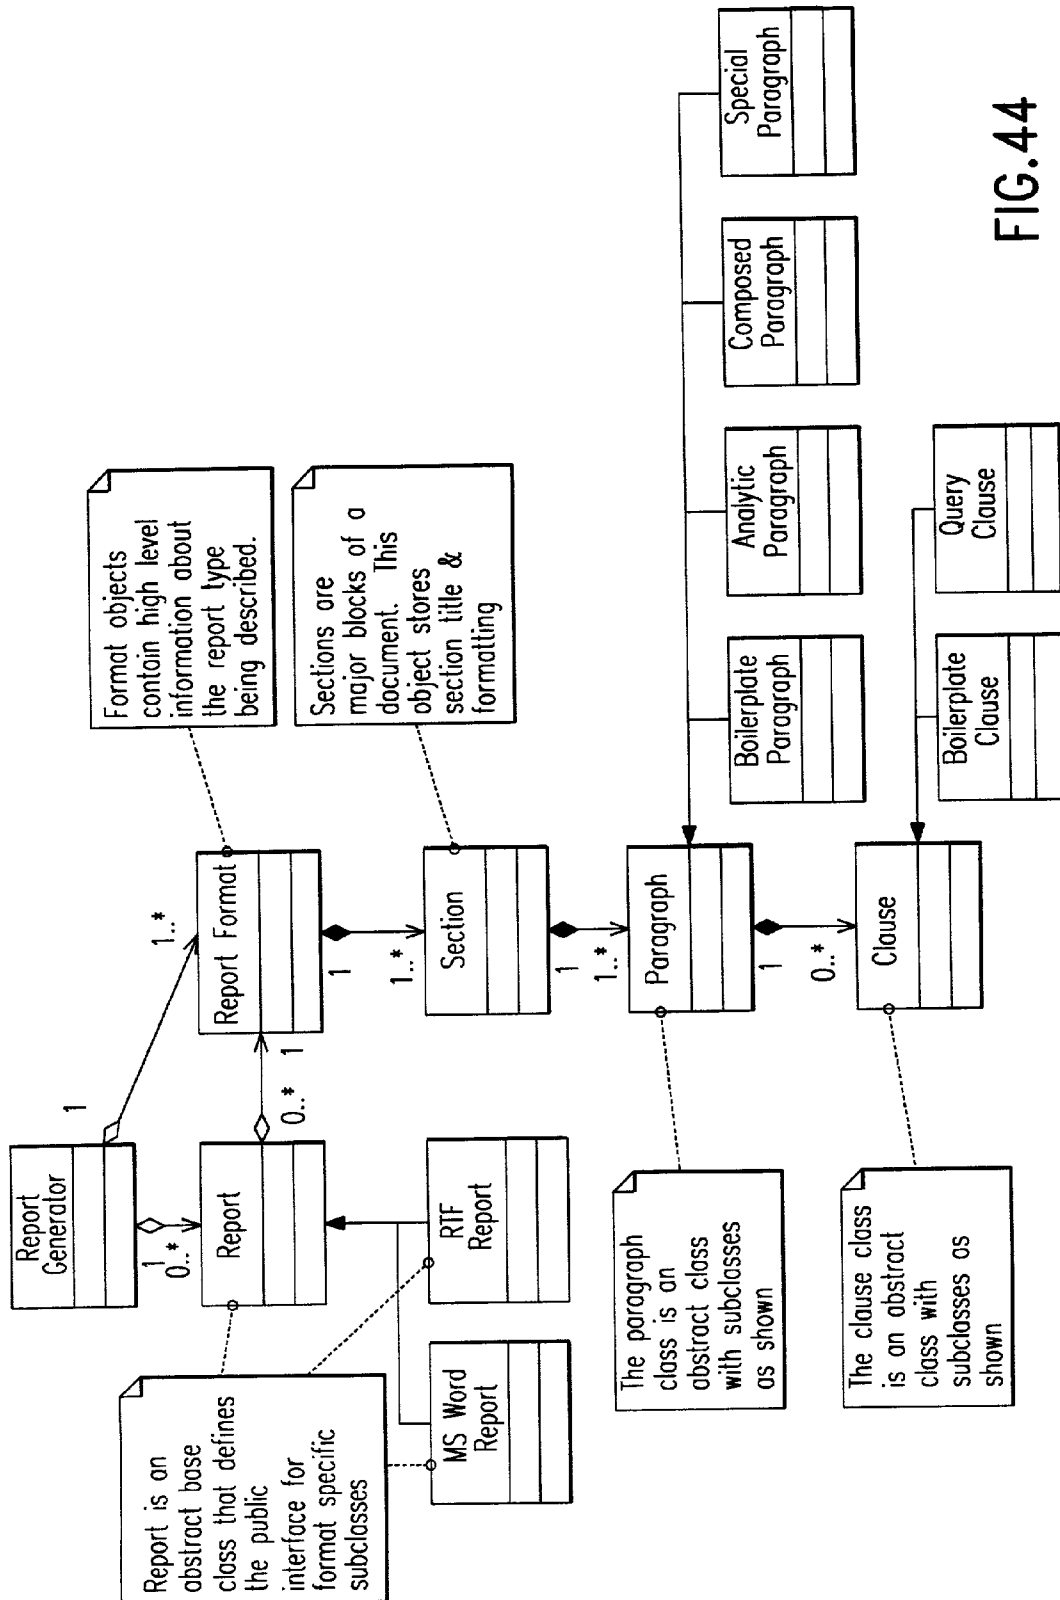 Report
Generator
1
1..*
1
0..*
Report
0..*
1
Report Format
Format objects
contain high level
information about
the report type
being described.
Report is an
abstract base
class that defines
the public
interface for
format specific
subclasses
MS Word
Report
RTF
Report
1
1..*
Section
Sections are
major blocks of a
document. This
object stores
section title &
formatting
1
1..*
Paragraph
The paragraph
class is an
abstract class
with subclasses
as shown
Boilerplate
Paragraph
Analytic
Paragraph
Composed
Paragraph
Special
Paragraph
1
0..*
Clause
The clause class
is an abstract
class with
subclasses as
shown
Boilerplate
Clause
Query
Clause
FIG.44